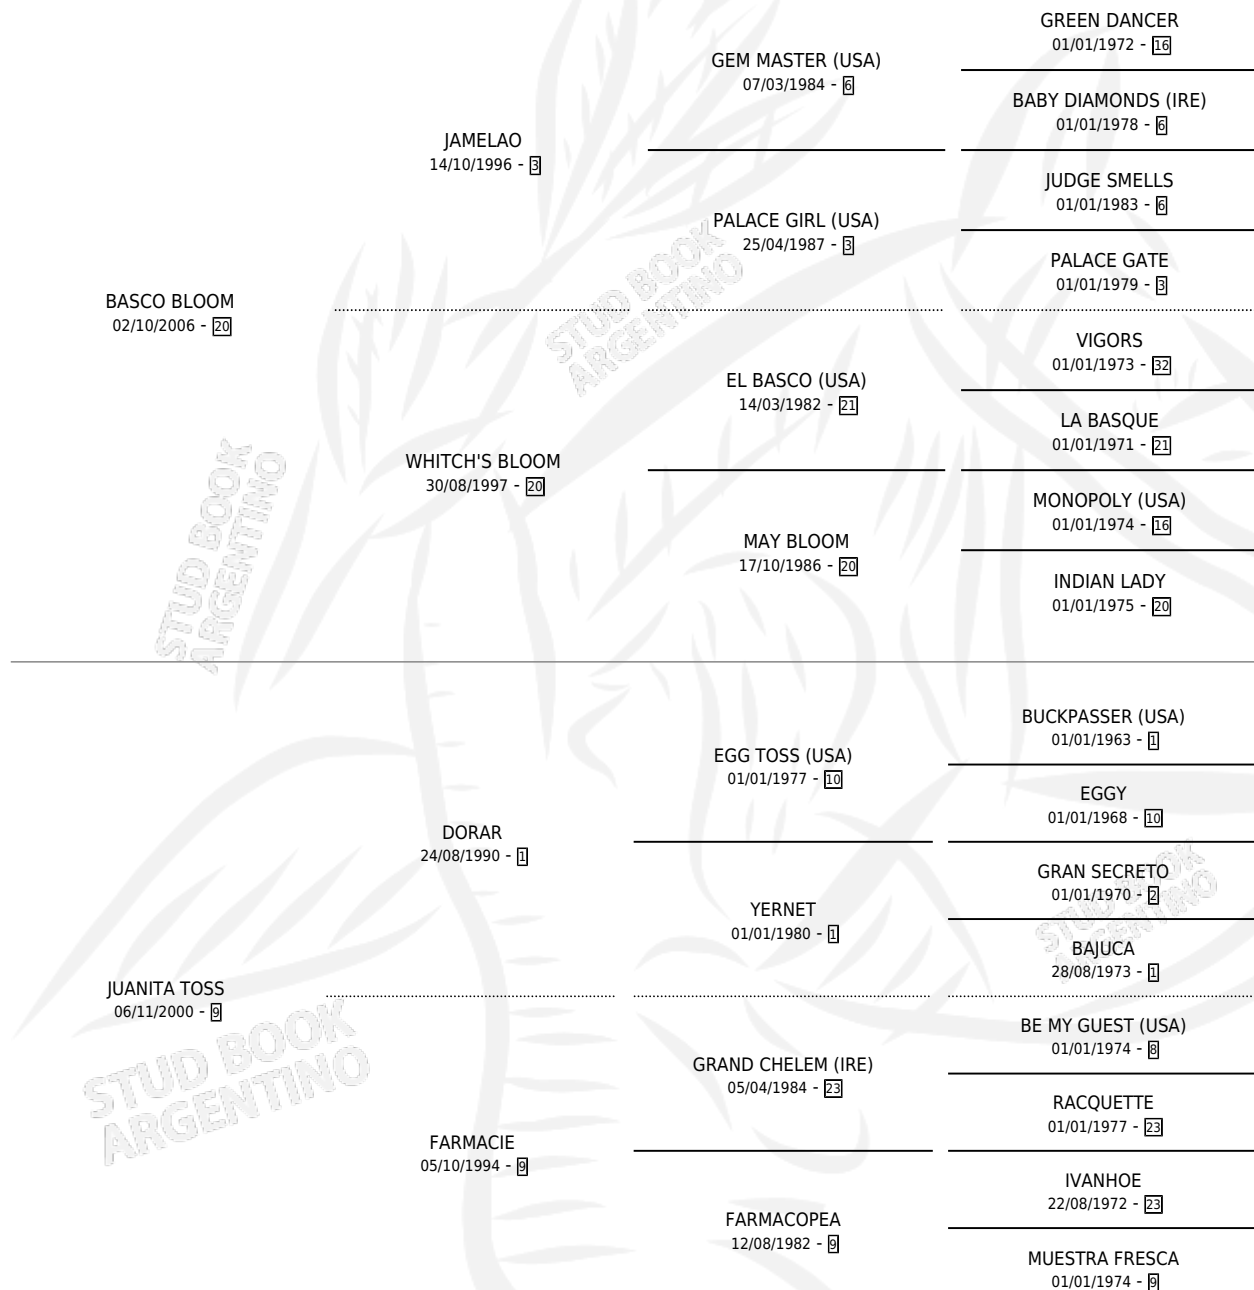 GREEN DANCER
01/01/1972 - 16
GEM MASTER (USA)
07/03/1984 - 6
BABY DIAMONDS (IRE)
01/01/1978 - 6
JAMELAO
14/10/1996 - 3
JUDGE SMELLS
01/01/1983 - 6
PALACE GIRL (USA)
25/04/1987 - 3
PALACE GATE
01/01/1979 - 3
BASCO BLOOM
02/10/2006 - 20
STUD BOOK
ARGENTINO
VIGORS
01/01/1973 - 32
EL BASCO (USA)
14/03/1982 - 21
LA BASQUE
01/01/1971 - 21
WHITCH'S BLOOM
30/08/1997 - 20
MONOPOLY (USA)
01/01/1974 - 16
MAY BLOOM
17/10/1986 - 20
INDIAN LADY
01/01/1975 - 20
STUD BOOK
ARGENTINO
BUCKPASSER (USA)
01/01/1963 - 1
EGG TOSS (USA)
01/01/1977 - 10
EGGY
01/01/1968 - 10
DORAR
24/08/1990 - 1
GRAN SECRETO
01/01/1970 - 2
YERNET
01/01/1980 - 1
STUD BOOK
ARGENTINO
BAJUCA
28/08/1973 - 1
JUANITA TOSS
06/11/2000 - 9
BE MY GUEST (USA)
01/01/1974 - 8
GRAND CHELEM (IRE)
05/04/1984 - 23
STUD BOOK
ARGENTINO
RACQUETTE
01/01/1977 - 23
FARMACIE
05/10/1994 - 9
IVANHOE
22/08/1972 - 23
FARMACOPEA
12/08/1982 - 9
MUESTRA FRESCA
01/01/1974 - 9